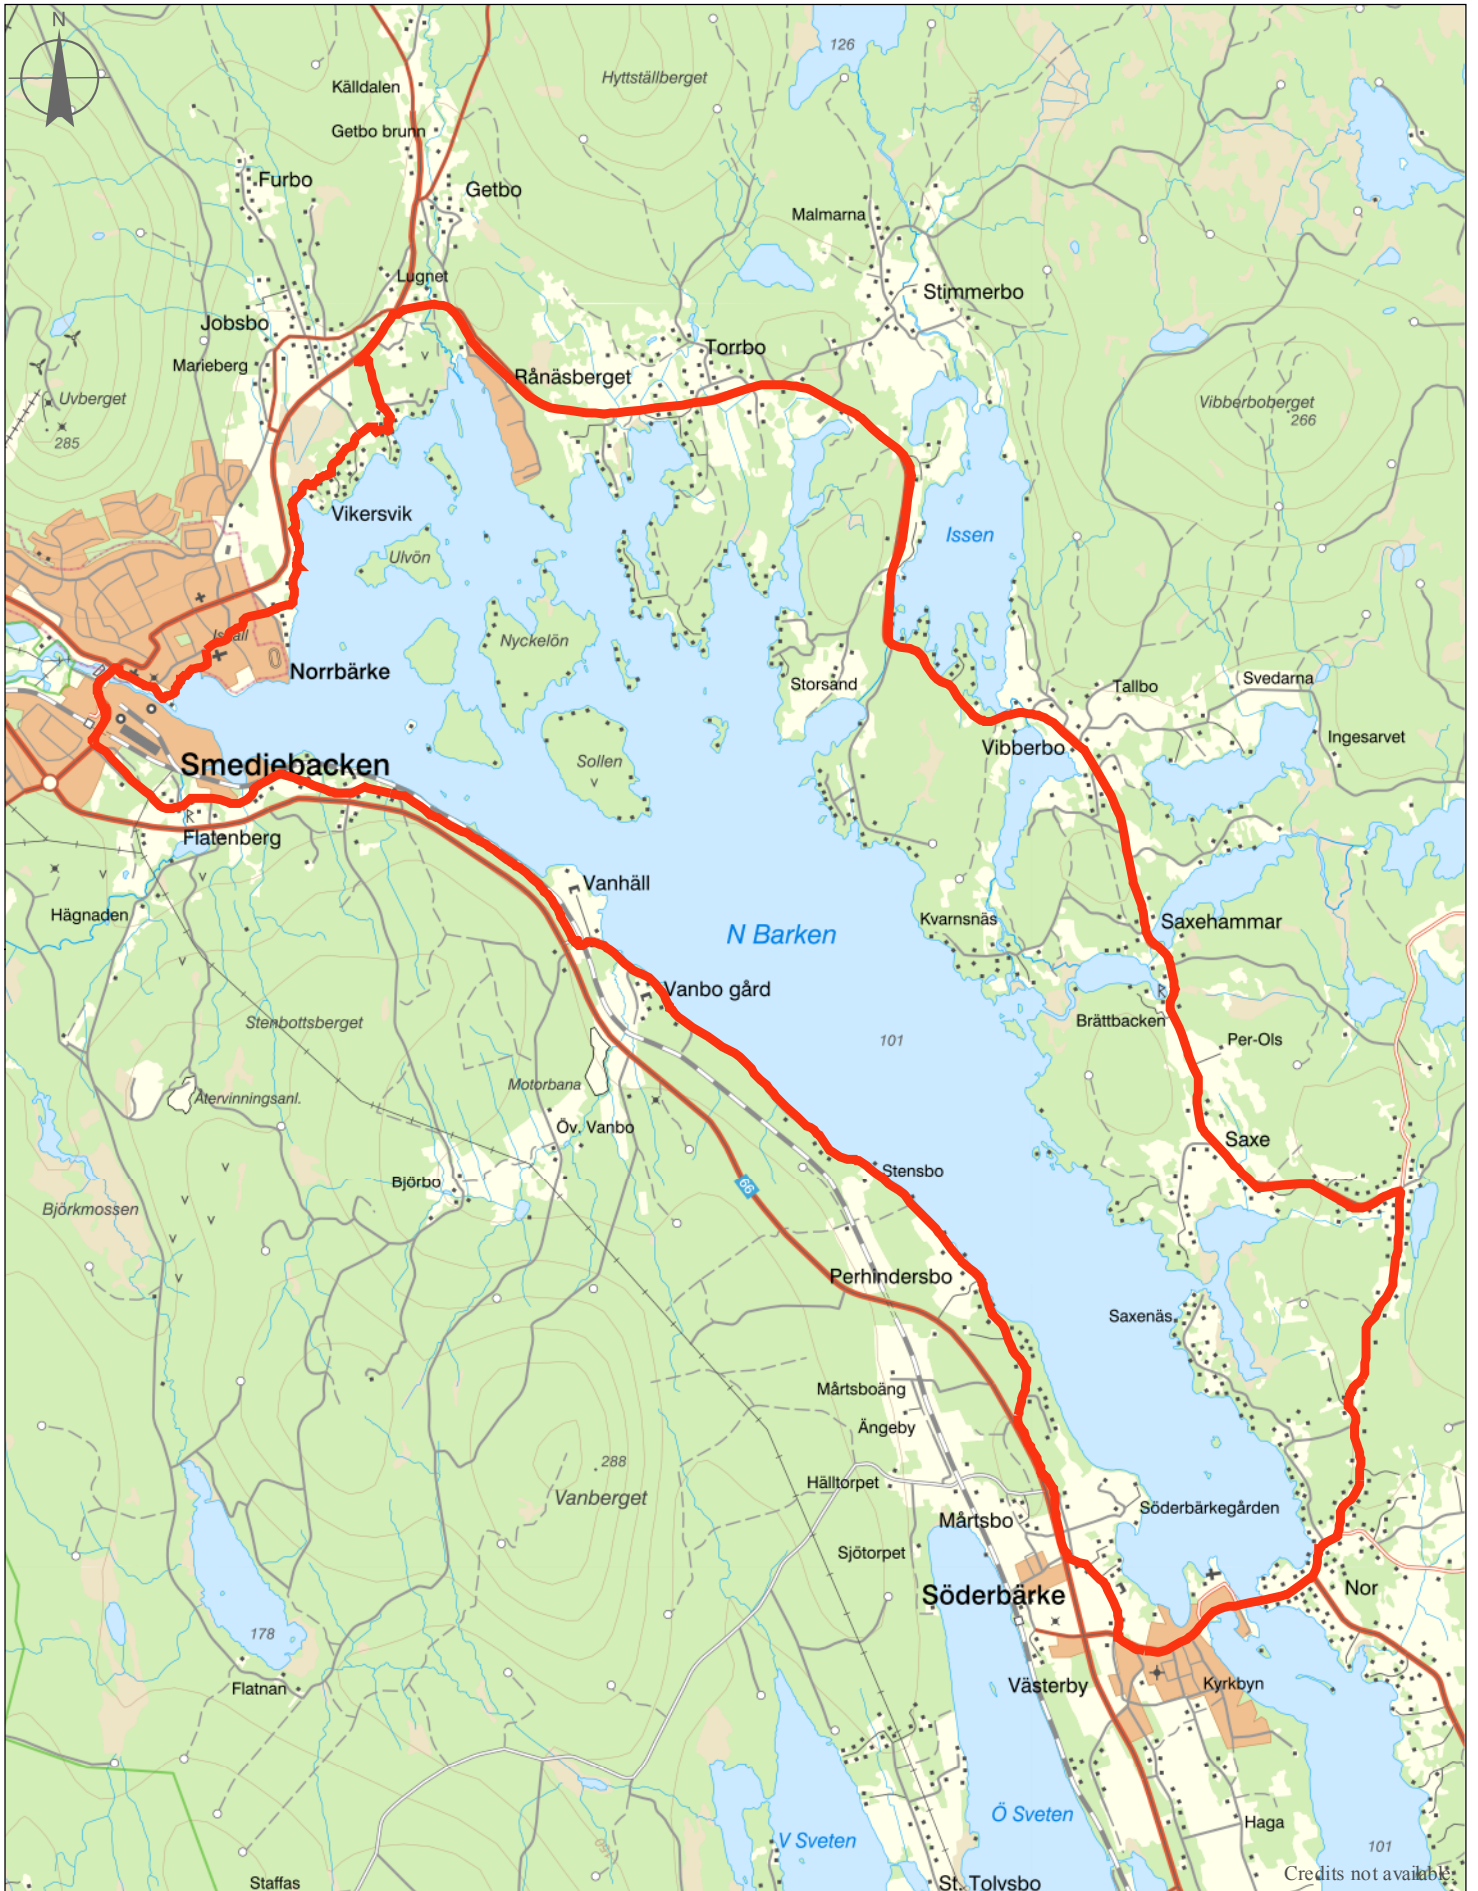 N
126
Hyttställberget
Källdalen
Getbo brunn
Furbo
Getbo
Malmarna
Lugnet
Stimmerbo
Jobsbo
Marieberg
Torrbo
Rånäsberget
Uvberget
285
Vibberboberget
266
Vikersvik
Issen
Ulvön
Nyckelön
Norrbärke
Storsand
Tallbo
Svedarna
Ingesarvet
Vibberbo
Smedjebacken
Sollen
Flatenberg
Vanhäll
Hägnaden
Kvarnsnäs
Saxehammar
N Barken
Vanbo gård
Brättbacken
Stenbottsberget
101
Per-Ols
Motorbana
Återvinningsanl.
Öv. Vanbo
Saxe
Stensbo
Björbo
66
Björkmossen
Perhindersbo
Saxenäs
Mårtsboäng
Ängeby
288
Vanberget
Hälltorpet
Söderbärkegården
Mårtsbo
Sjötorpet
Söderbärke
Nor
178
Flatnan
Västerby
Kyrkbyn
Ö Sveten
V Sveten
Haga
101
Credits not available.
Staffas
St. Tolvsbo